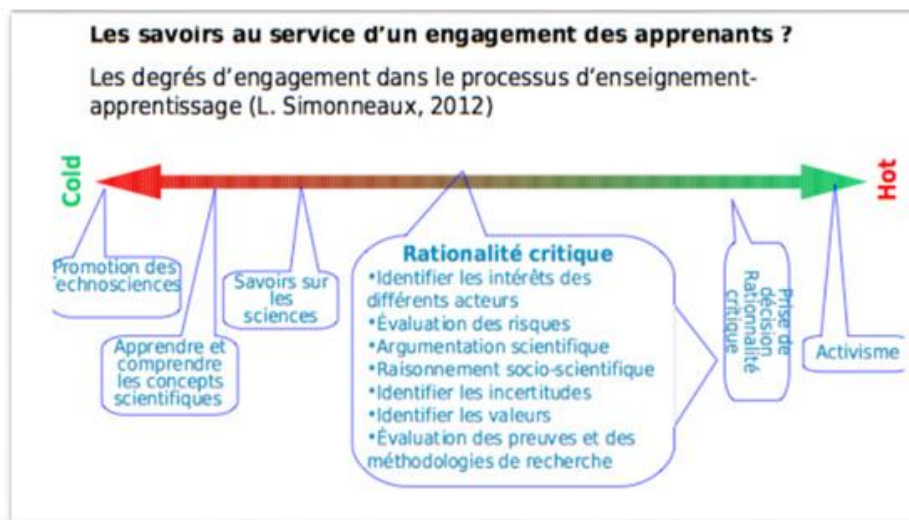 Les savoirs au service d'un engagement des apprenants ?
Les degrés d'engagement dans le processus d'enseignement-
apprentissage (L. Simonneaux, 2012)
Cold
Hot
Promotion des
echnosciences
Apprendre et
comprendre
les concepts
scientifiques
Savoirs sur
les
sciences
Rationalité critique
•Identifier les intérêts des
différents acteurs
•Évaluation des risques
•Argumentation scientifique
•Raisonnement socio-scientifique
•Identifier les incertitudes
•Identifier les valeurs
•Évaluation des preuves et des
méthodologies de recherche
Prise de
décision
Rationnalité
critique
Activisme